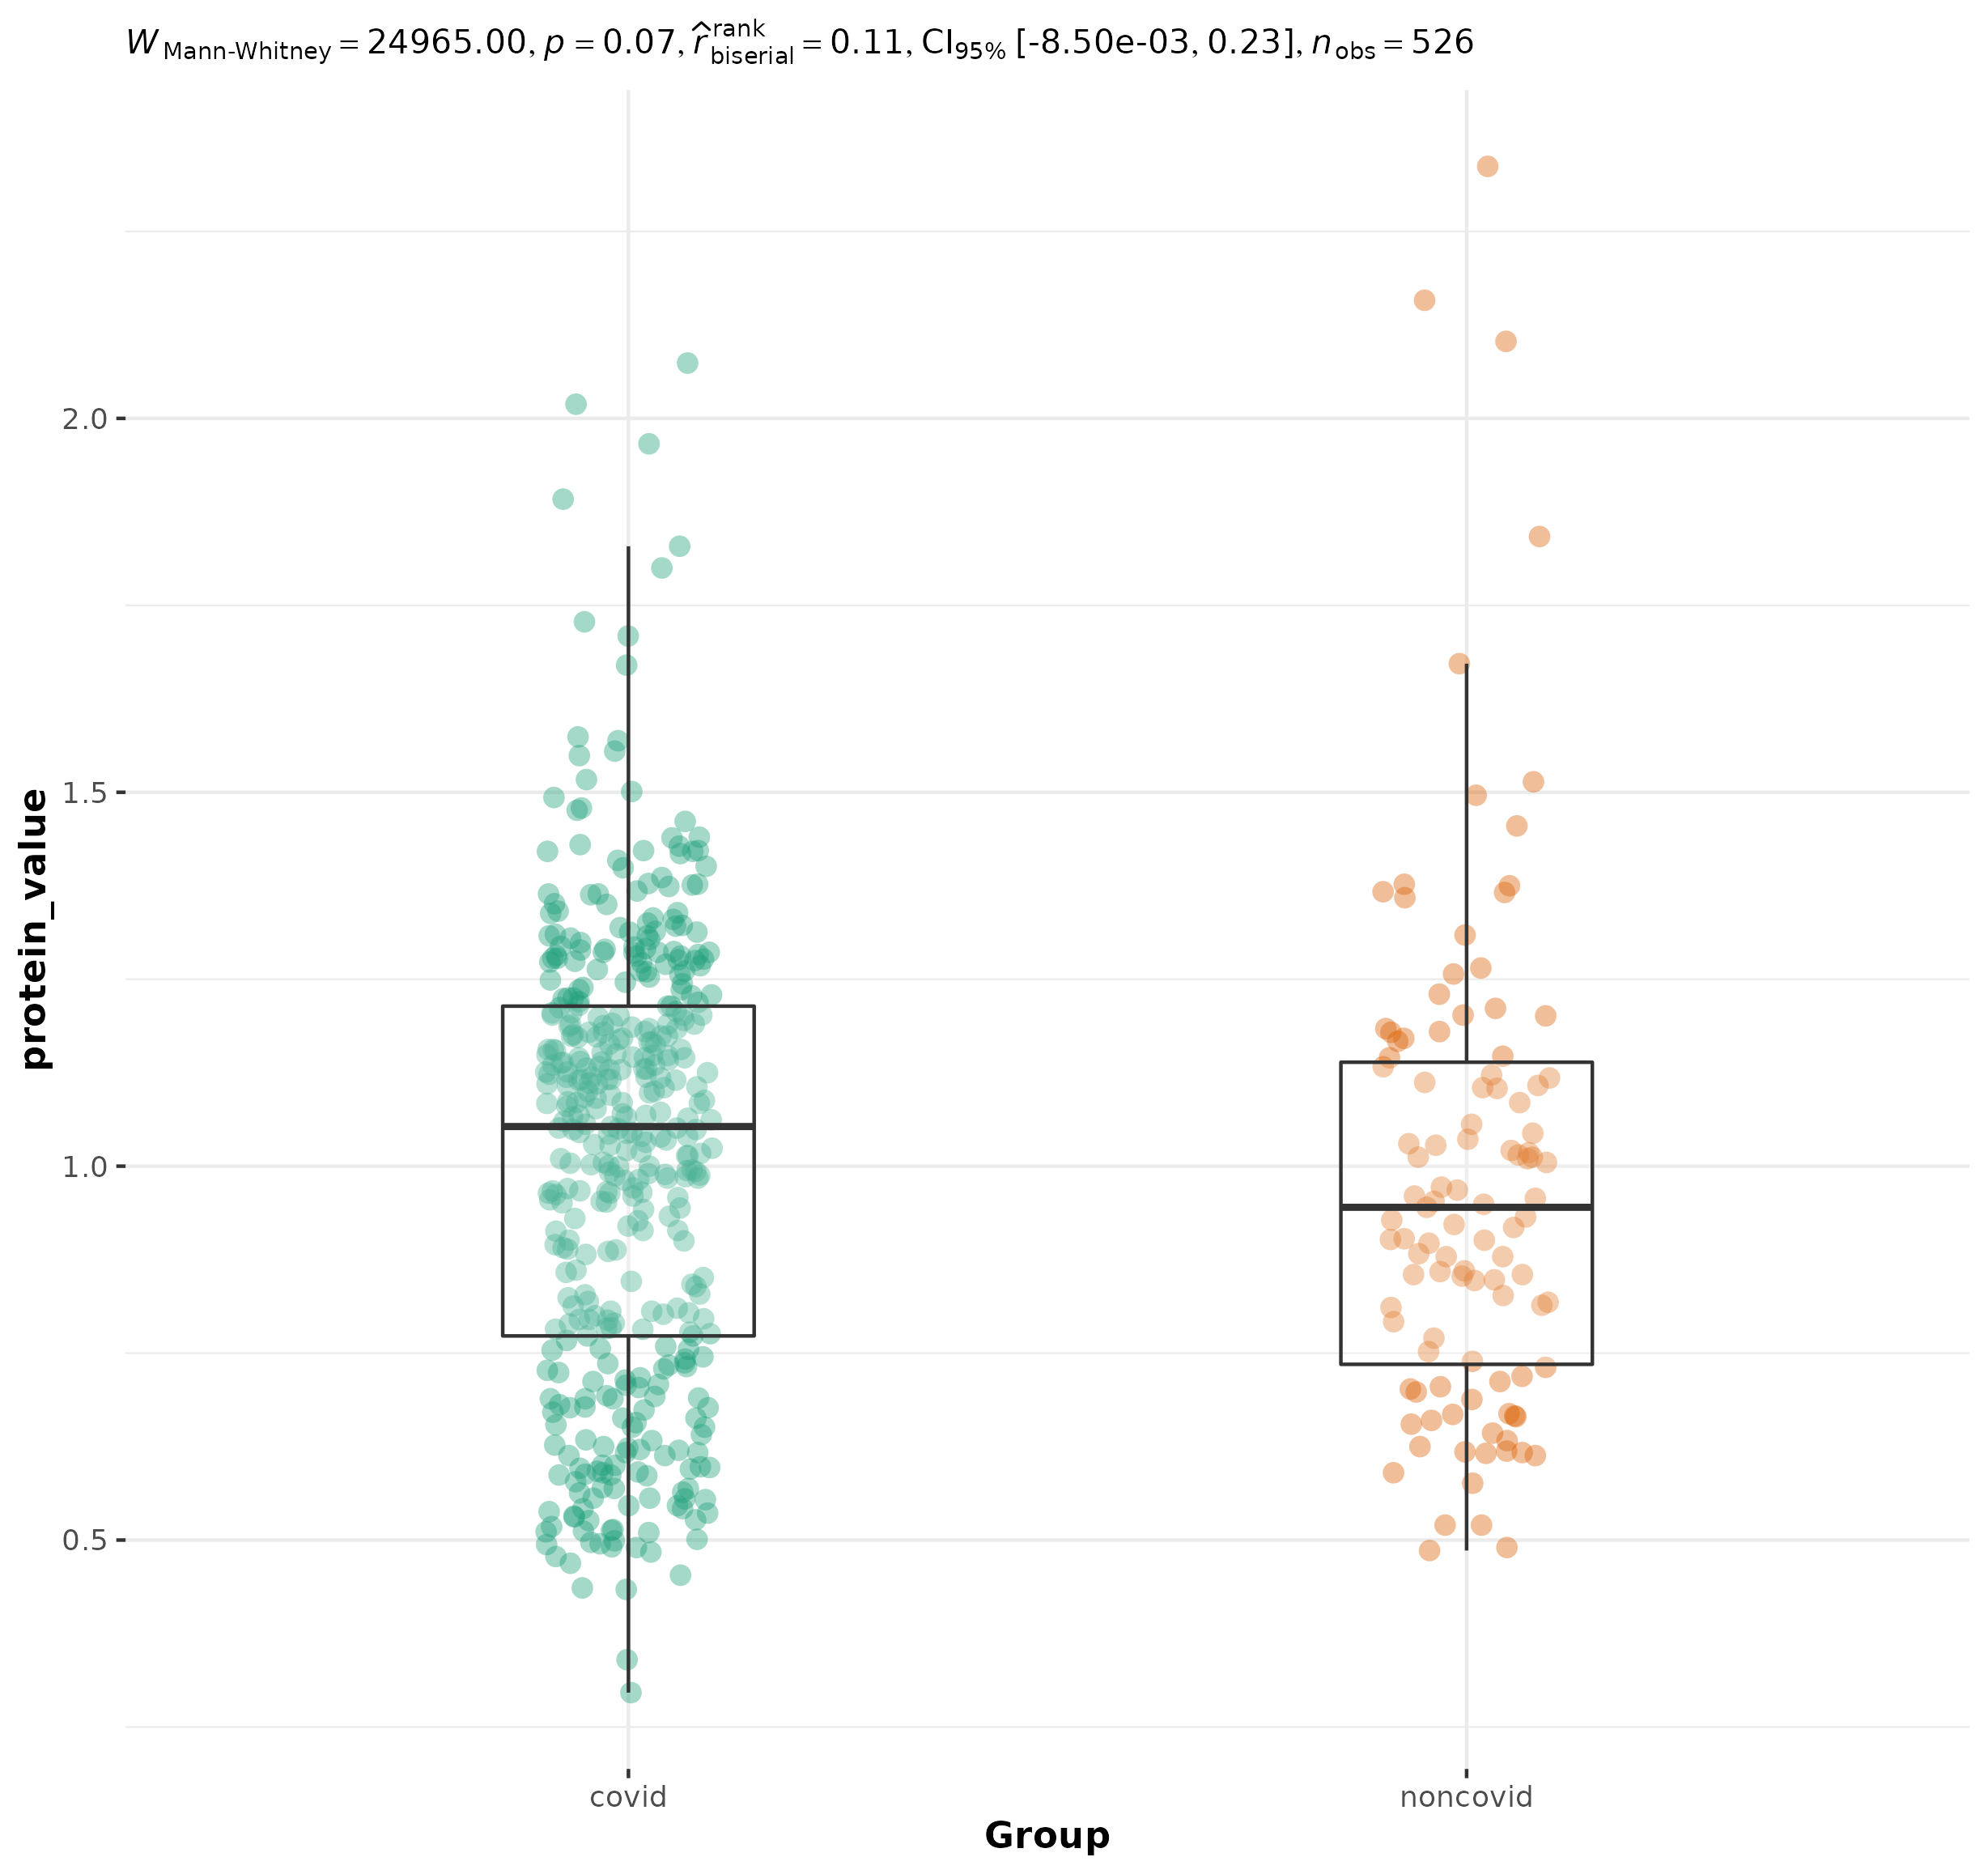 W Mann-Whitney = 24965.00, p = 0.07, r̂ rank biserial = 0.11, CI95% [-8.50e-03, 0.23], nobs = 526
protein_value
2.0
1.5
1.0
0.5
covid noncovid
Group